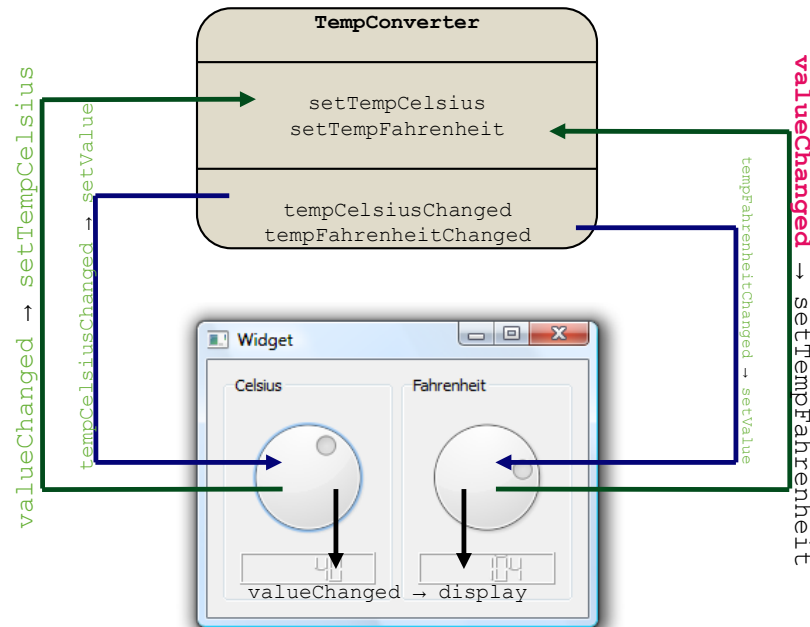 TempConverter
setTempCelsius
setTempFahrenheit
tempCelsiusChanged
tempFahrenheitChanged
valueChanged → setTempCelsius
tempCelsiusChanged → setValue
tempFahrenheitChanged → setValue
valueChanged → setTempFahrenheit
Widget
Celsius
Fahrenheit
40
104
valueChanged → display